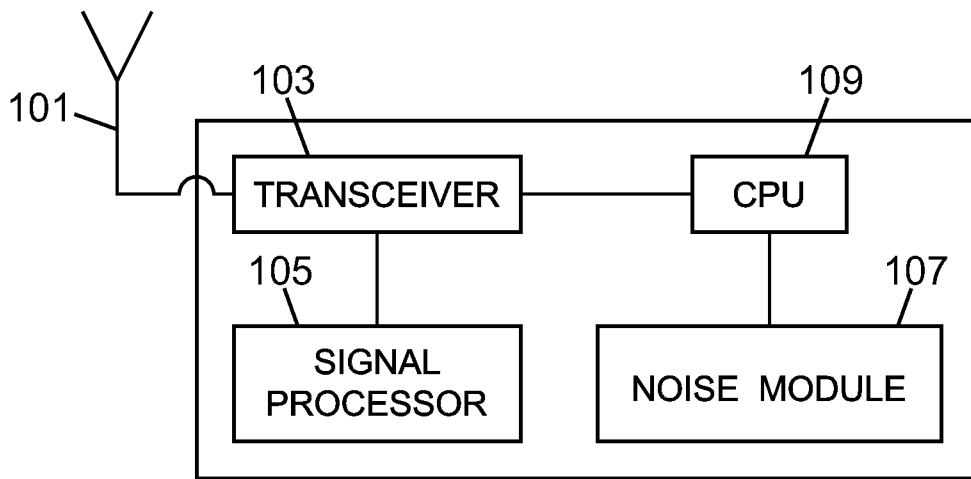 103
109
101
TRANSCEIVER
CPU
105
107
SIGNAL
PROCESSOR
NOISE MODULE